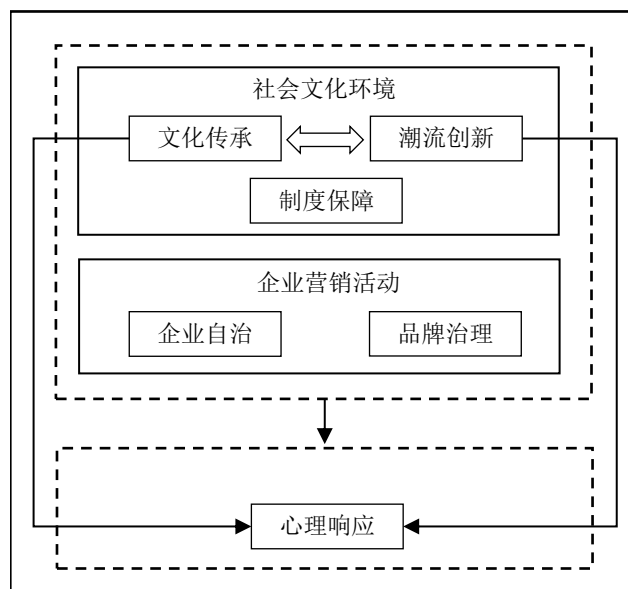 社会文化环境
文化传承
潮流创新
制度保障
企业营销活动
企业自治
品牌治理
心理响应